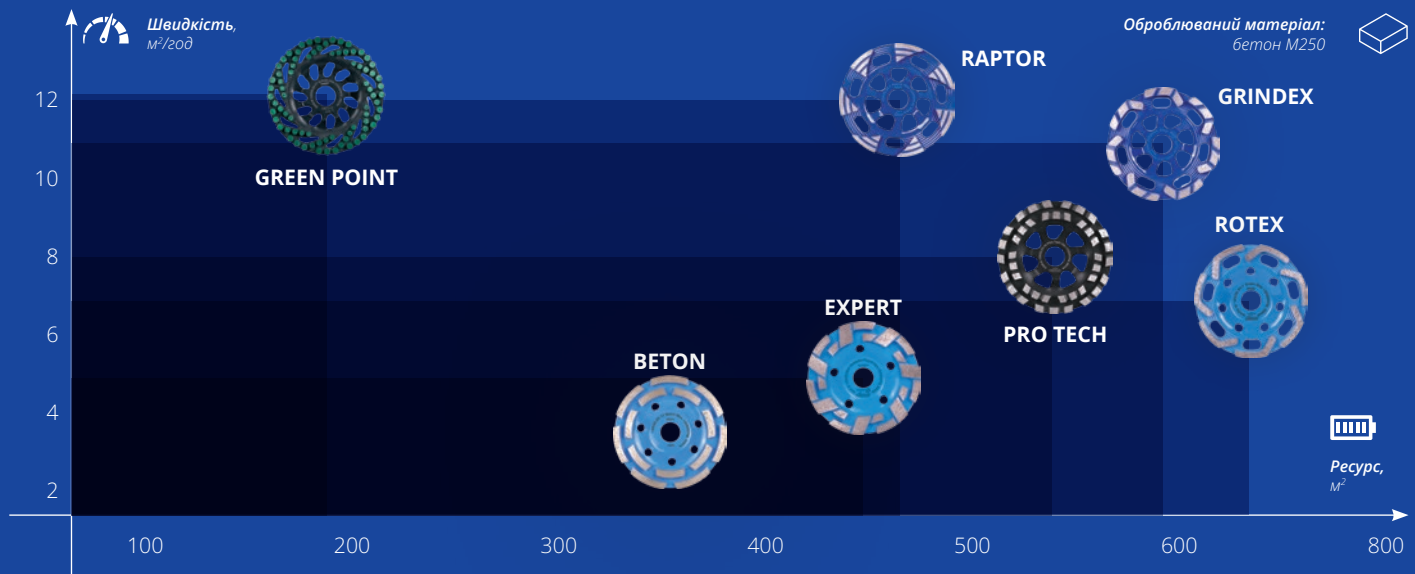 Швидкість,
м²/год
Оброблюваний матеріал:
бетон М250
RAPTOR
GRINDEX
12
GREEN POINT
10
ROTEX
8
EXPERT
PRO TECH
6
BETON
4
Ресурс,
м²
2
100 200 300 400 500 600 800